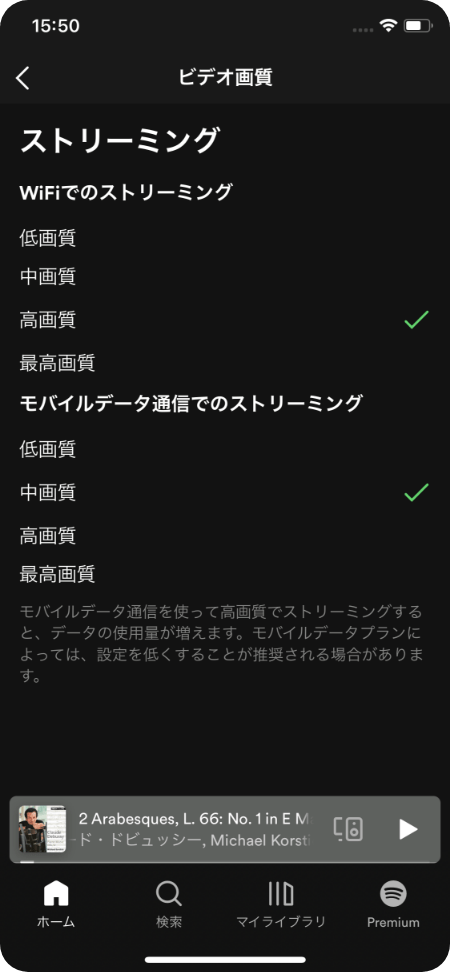 15:50
ビデオ画質
ストリーミング
WiFiでのストリーミング
低画質
中画質
高画質
最高画質
モバイルデータ通信でのストリーミング
低画質
中画質
高画質
最高画質
モバイルデータ通信を使って高画質でストリーミングする
と、データの使用量が増えます。モバイルデータプランに
よっては、設定を低くすることが推奨される場合がありま
す。
2 Arabesques, L. 66: No. 1 in E M
ード・ドビュッシー, Michael Korsti
ホーム
検索
マイライブラリ
Premium